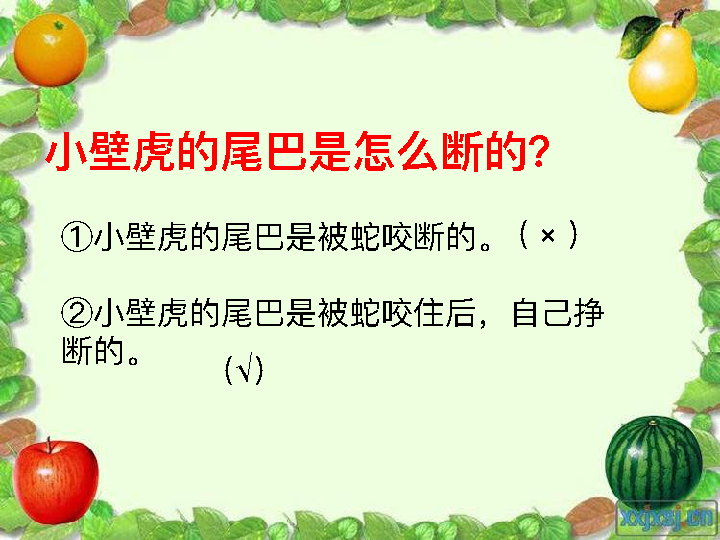 小壁虎的尾巴是怎么断的?
①小壁虎的尾巴是被蛇咬断的。（×）
②小壁虎的尾巴是被蛇咬住后，自己挣
断的。
(√)
xxjxsj.cn